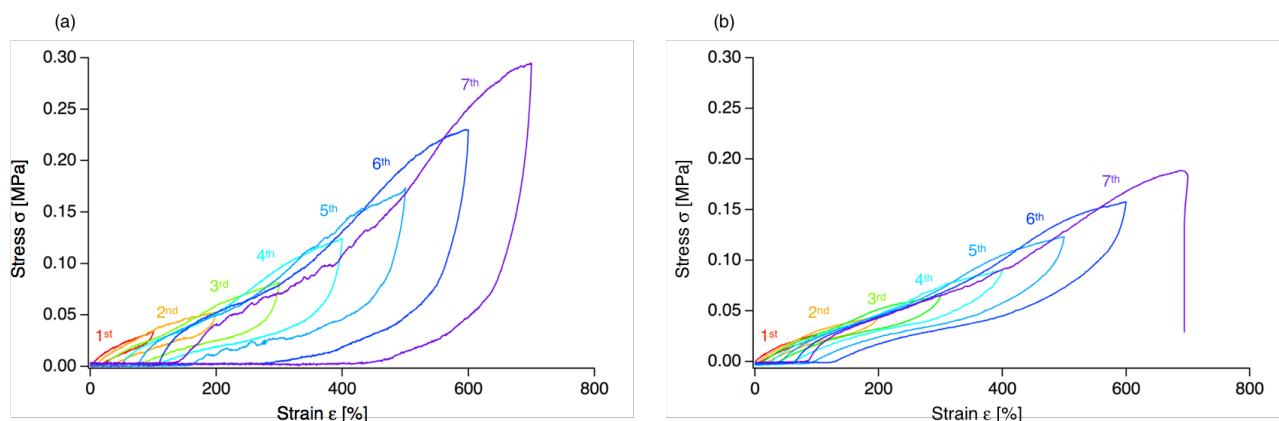 (a)
0.30
0.25
0.20
0.15
0.10
0.05
0.00
Stress σ [MPa]
1st
2nd
3rd
4th
5th
6th
7th
0 200 400 600 800
Strain ε [%]
(b)
0.30
0.25
0.20
0.15
0.10
0.05
0.00
Stress σ [MPa]
1st
2nd
3rd
4th
5th
6th
7th
0 200 400 600 800
Strain ε [%]